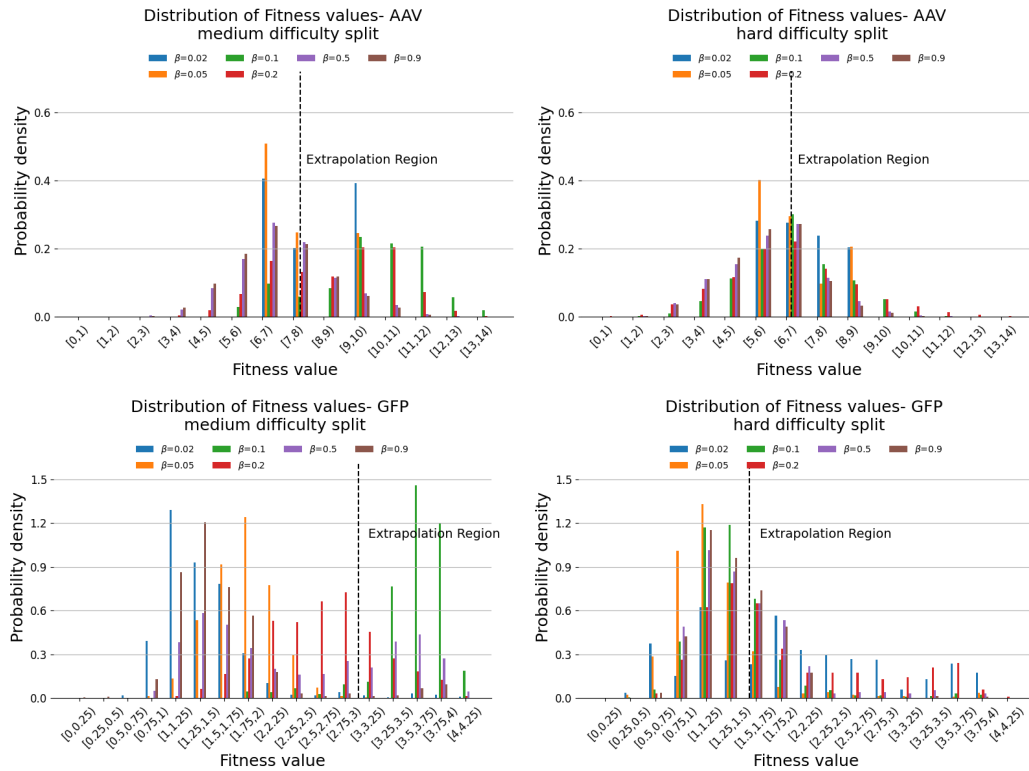 Distribution of Fitness values- AAV
medium difficulty split
β=0.02 β=0.1 β=0.5 β=0.9
β=0.05 β=0.2
Probability density
0.6
0.4
0.2
0.0
Extrapolation Region
[0,1) [1,2) [2,3) [3,4) [4,5) [5,6) [6,7) [7,8) [8,9) [9,10) [10,11) [11,12) [12,13) [13,14)
Fitness value
Distribution of Fitness values- AAV
hard difficulty split
β=0.02 β=0.1 β=0.5 β=0.9
β=0.05 β=0.2
Probability density
0.6
0.4
0.2
0.0
Extrapolation Region
[0,1) [1,2) [2,3) [3,4) [4,5) [5,6) [6,7) [7,8) [8,9) [9,10) [10,11) [11,12) [12,13) [13,14)
Fitness value
Distribution of Fitness values- GFP
medium difficulty split
β=0.02 β=0.1 β=0.5 β=0.9
β=0.05 β=0.2
Probability density
1.5
1.2
0.9
0.6
0.3
0.0
Extrapolation Region
[0,0.25) [0.25,0.5) [0.5,0.75) [0.75,1) [1,1.25) [1.25,1.5) [1.5,1.75) [1.75,2) [2,2.25) [2.25,2.5) [2.5,2.75) [2.75,3) [3,3.25) [3.25,3.5) [3.5,3.75) [3.75,4) [4,4.25)
Fitness value
Distribution of Fitness values- GFP
hard difficulty split
β=0.02 β=0.1 β=0.5 β=0.9
β=0.05 β=0.2
Probability density
1.5
1.2
0.9
0.6
0.3
0.0
Extrapolation Region
[0,0.25) [0.25,0.5) [0.5,0.75) [0.75,1) [1,1.25) [1.25,1.5) [1.5,1.75) [1.75,2) [2,2.25) [2.25,2.5) [2.5,2.75) [2.75,3) [3,3.25) [3.25,3.5) [3.5,3.75) [3.75,4) [4,4.25)
Fitness value